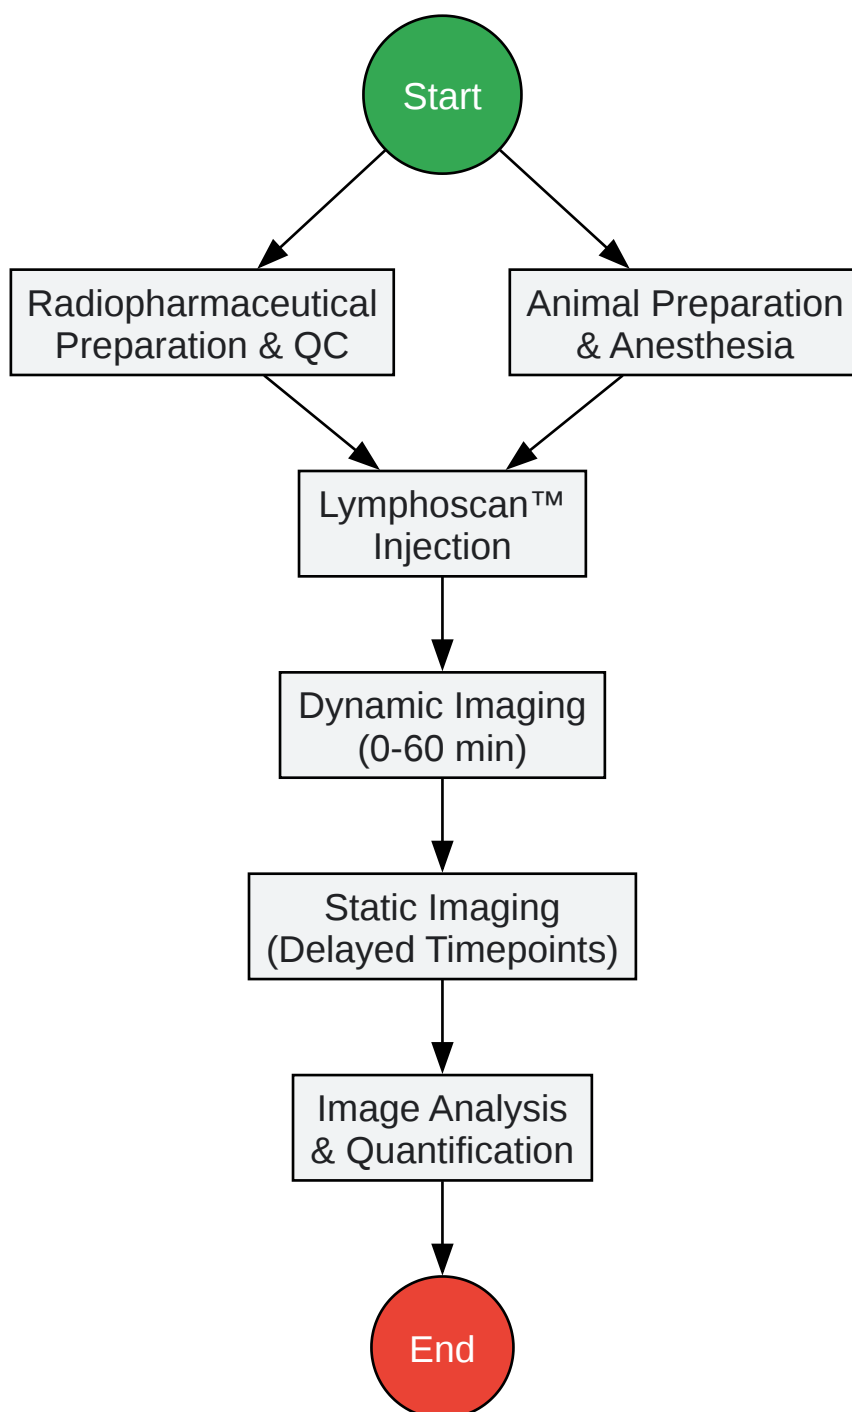 Start
Radiopharmaceutical
Preparation & QC
Animal Preparation
& Anesthesia
Lymphoscan™
Injection
Dynamic Imaging
(0-60 min)
Static Imaging
(Delayed Timepoints)
Image Analysis
& Quantification
End